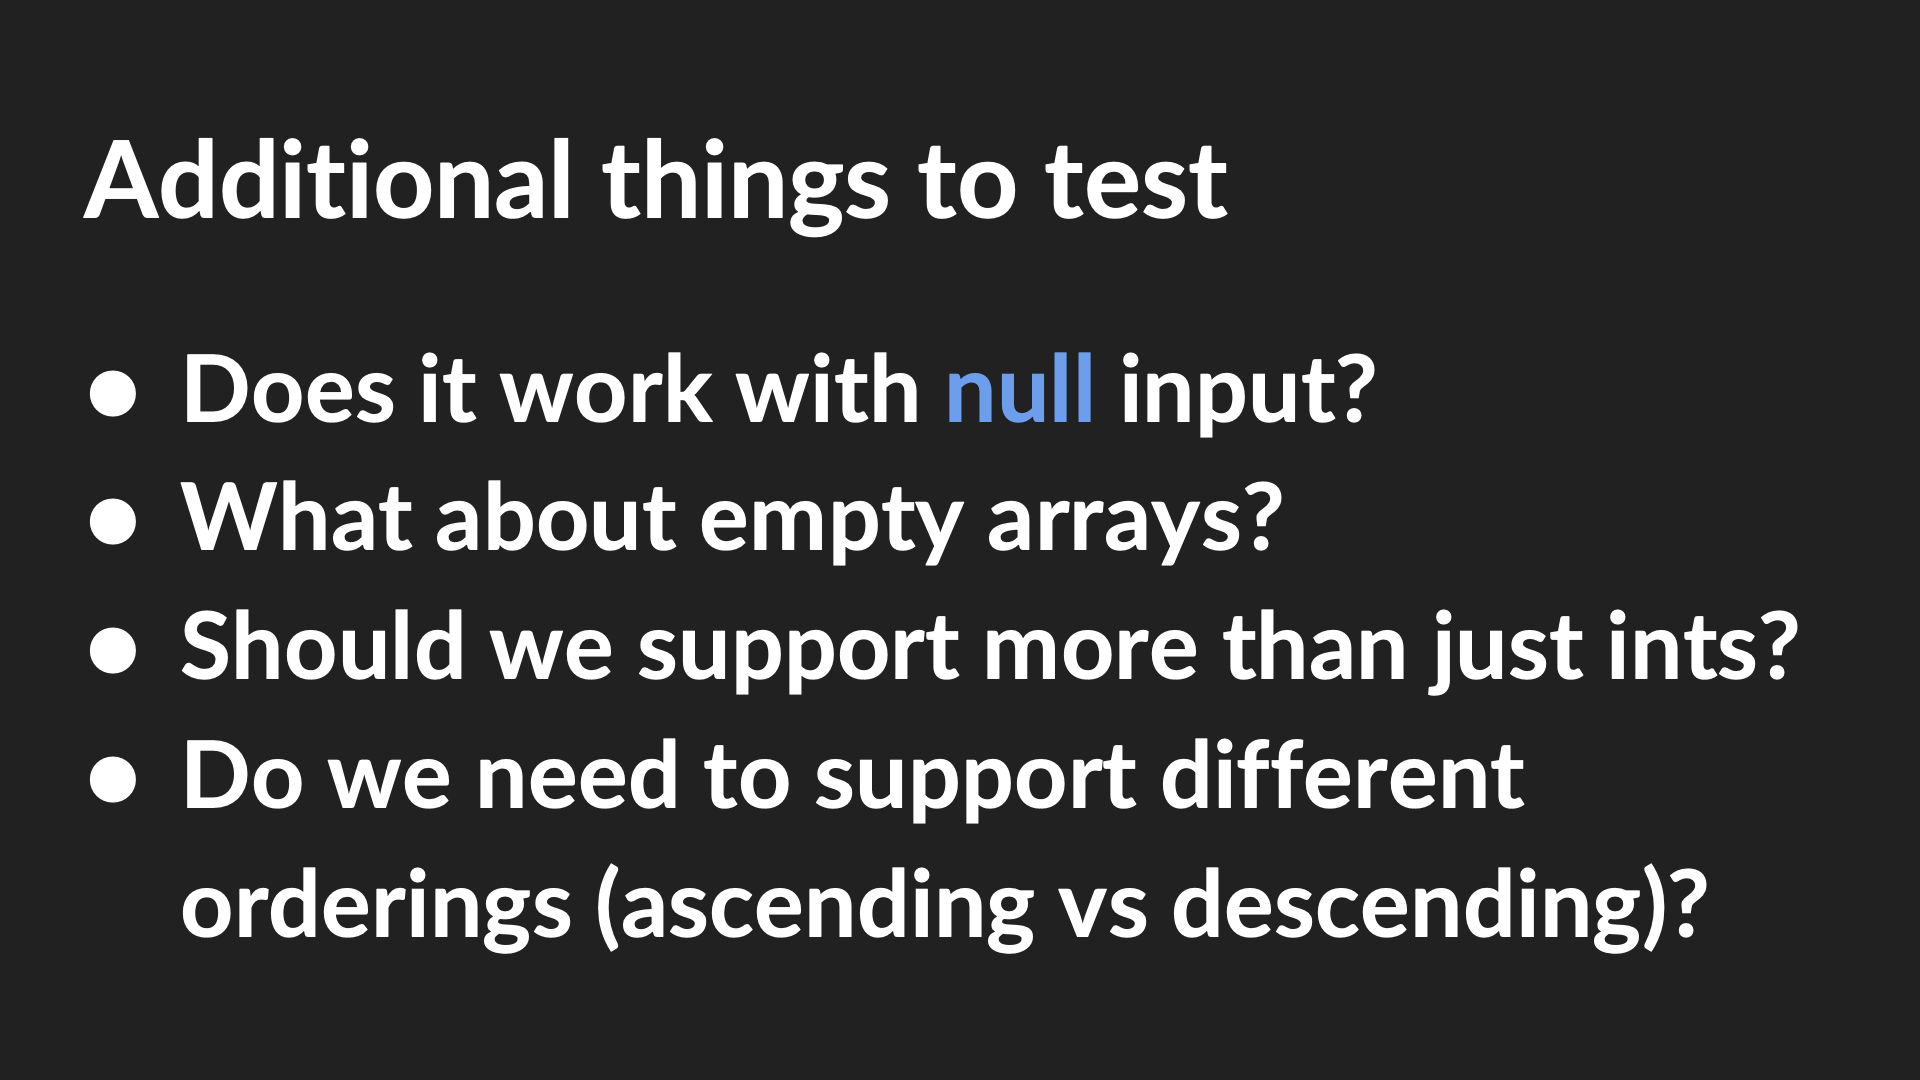 Additional things to test
● Does it work with null input?
● What about empty arrays?
● Should we support more than just ints?
● Do we need to support different
orderings (ascending vs descending)?